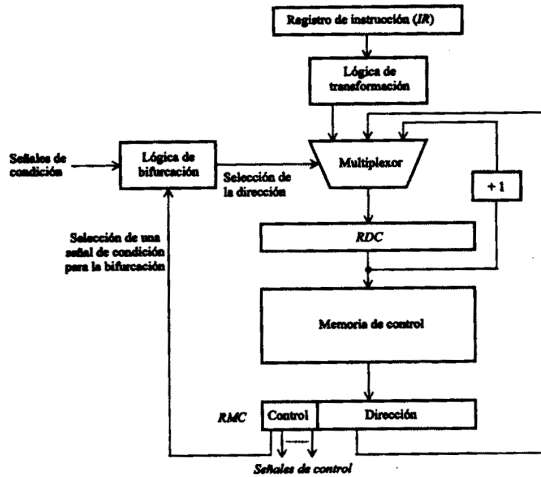 Registro de instrucción (IR)
Lógica de
transformación
Señales de
condición
Lógica de
bifurcación
Selección de
la dirección
Multiplexor
+ 1
Selección de una
señal de condición
para la bifurcación
RDC
Memoria de control
RMC
Control
Dirección
Señales de control